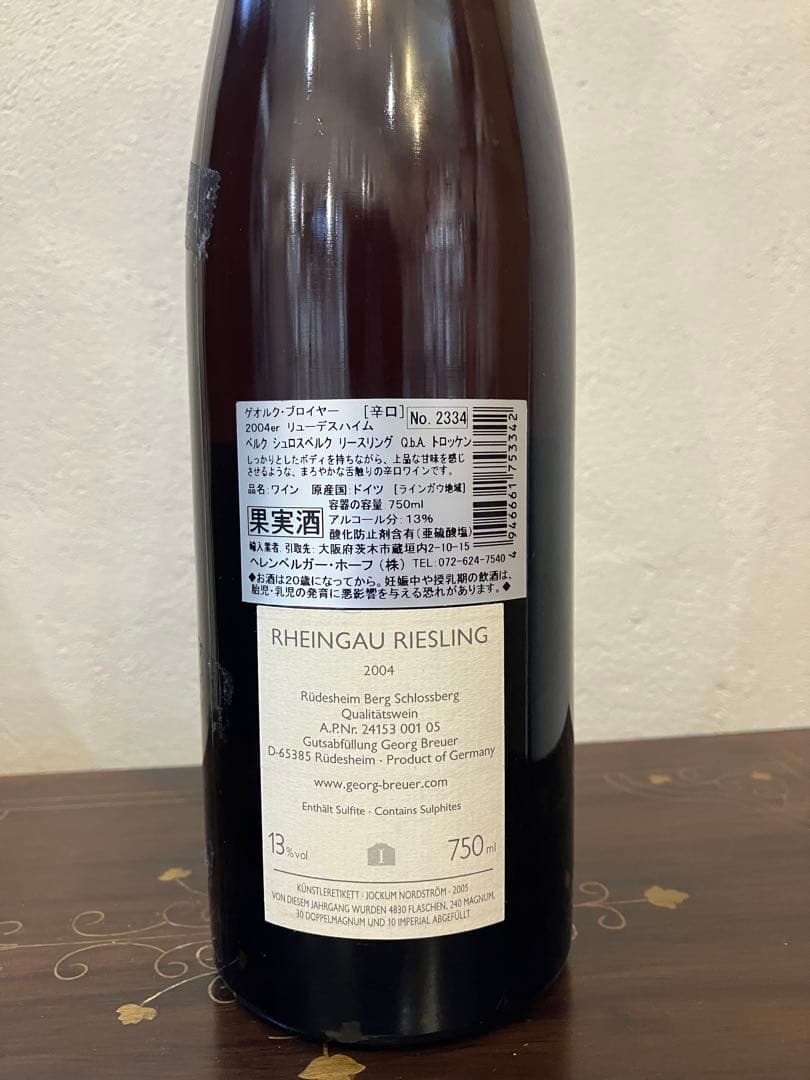 ゲオルク・ブロイヤー [辛口] No. 2334
2004er リューデスハイム
ベルク シュロスベルク リースリング Q.b.A. トロッケン
しっかりとしたボディを持ちながら、上品な甘味を感じ
させるような、まろやかな舌触りの辛口ワインです。
品名:ワイン 原産国:ドイツ [ラインガウ地域]
容器の容量 750ml
果実酒 アルコール分:13%
酸化防止剤含有(亜硫酸塩)
輸入業者、引取先:大阪府茨木市蔵垣内2-10-15
ヘレンベルガー・ホーフ(株) TEL:072-624-7540
◆お酒は20歳になってから。妊娠中や授乳期の飲酒は、
胎児・乳児の発育に悪影響を与える恐れがあります。◆
4 946661 753342
RHEINGAU RIESLING
2004
Rüdesheim Berg Schlossberg
Qualitätswein
A.P.Nr. 24153 001 05
Gutsabfüllung Georg Breuer
D-65385 Rüdesheim · Product of Germany
www.georg-breuer.com
Enthält Sulfite · Contains Sulphites
13%vol I 750ml
KÜNSTLERETIKETT · JOCKUM NORDSTRÖM · 2005
VON DIESEM JAHRGANG WURDEN 4830 FLASCHEN, 240 MAGNUM,
30 DOPPELMAGNUM UND 10 IMPERIAL ABGEFÜLLT